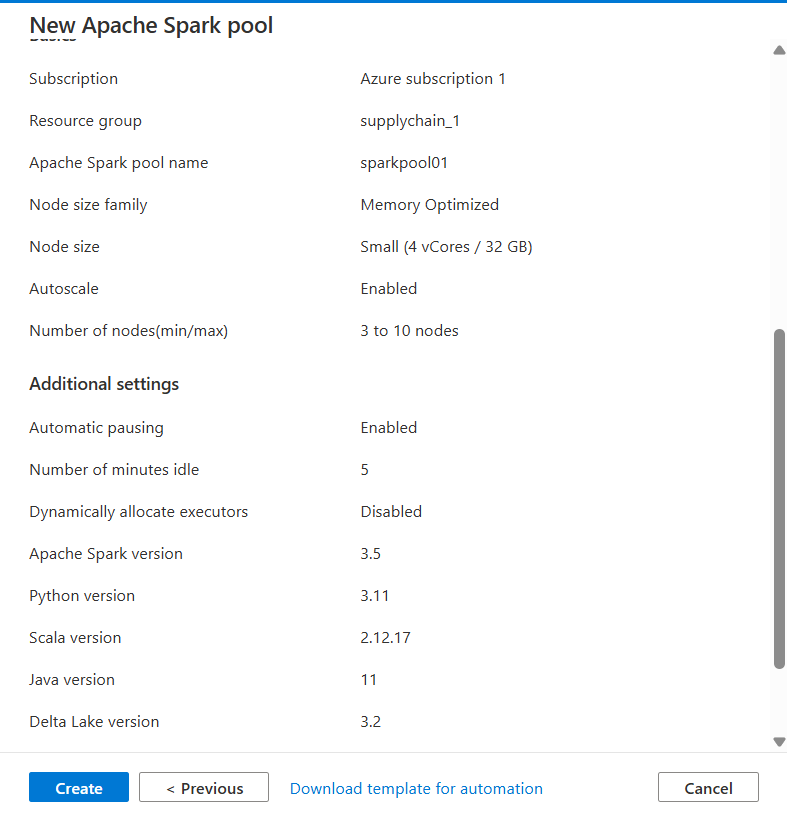 New Apache Spark pool
Basics
Subscription Azure subscription 1
Resource group supplychain_1
Apache Spark pool name sparkpool01
Node size family Memory Optimized
Node size Small (4 vCores / 32 GB)
Autoscale Enabled
Number of nodes(min/max) 3 to 10 nodes
Additional settings
Automatic pausing Enabled
Number of minutes idle 5
Dynamically allocate executors Disabled
Apache Spark version 3.5
Python version 3.11
Scala version 2.12.17
Java version 11
Delta Lake version 3.2
Create < Previous Download template for automation Cancel